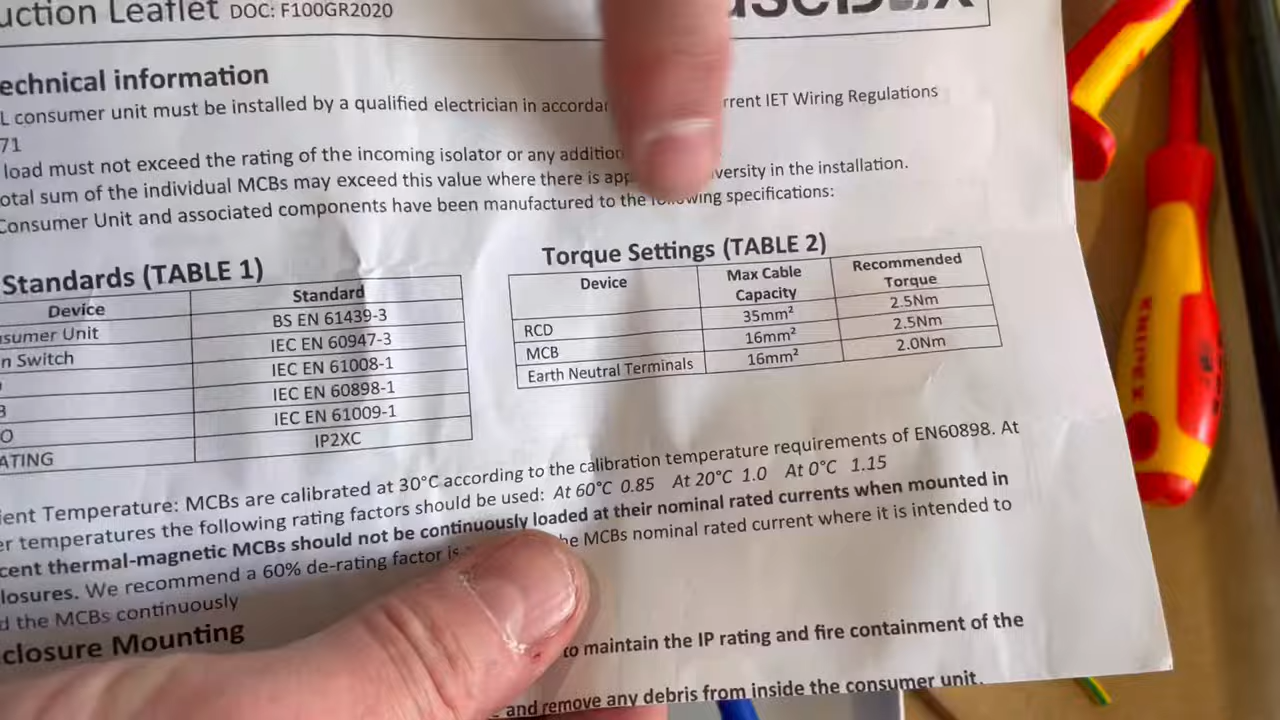 uction Leaflet DOC: F100GR2020
echnical information
L consumer unit must be installed by a qualified electrician in IET Wiring Regulations
71
load must not exceed the rating of the incoming isolator or any
otal sum of the individual MCBs may exceed this value where there is in the installation.
Consumer Unit and associated components have been manufactured to the specifications:
Standards (TABLE 1)
Device Standard
sumer Unit BS EN 61439-3
n Switch IEC EN 60947-3
IEC EN 61008-1
B IEC EN 60898-1
O IEC EN 61009-1
ATING IP2XC
Torque Settings (TABLE 2)
Device Max Cable Capacity Recommended Torque
RCD 35mm² 2.5Nm
MCB 16mm² 2.5Nm
Earth Neutral Terminals 16mm² 2.0Nm
ient Temperature: MCBs are calibrated at 30°C according to the calibration temperature requirements of EN60898. At
er temperatures the following rating factors should be used: At 60°C 0.85 At 20°C 1.0 At 0°C 1.15
cent thermal-magnetic MCBs should not be continuously loaded at their nominal rated currents when mounted in
losures. We recommend a 60% de-rating factor is he MCBs nominal rated current where it is intended to
d the MCBs continuously
closure Mounting
to maintain the IP rating and fire containment of the
and remove any debris from inside the consumer unit.
KNIPEX